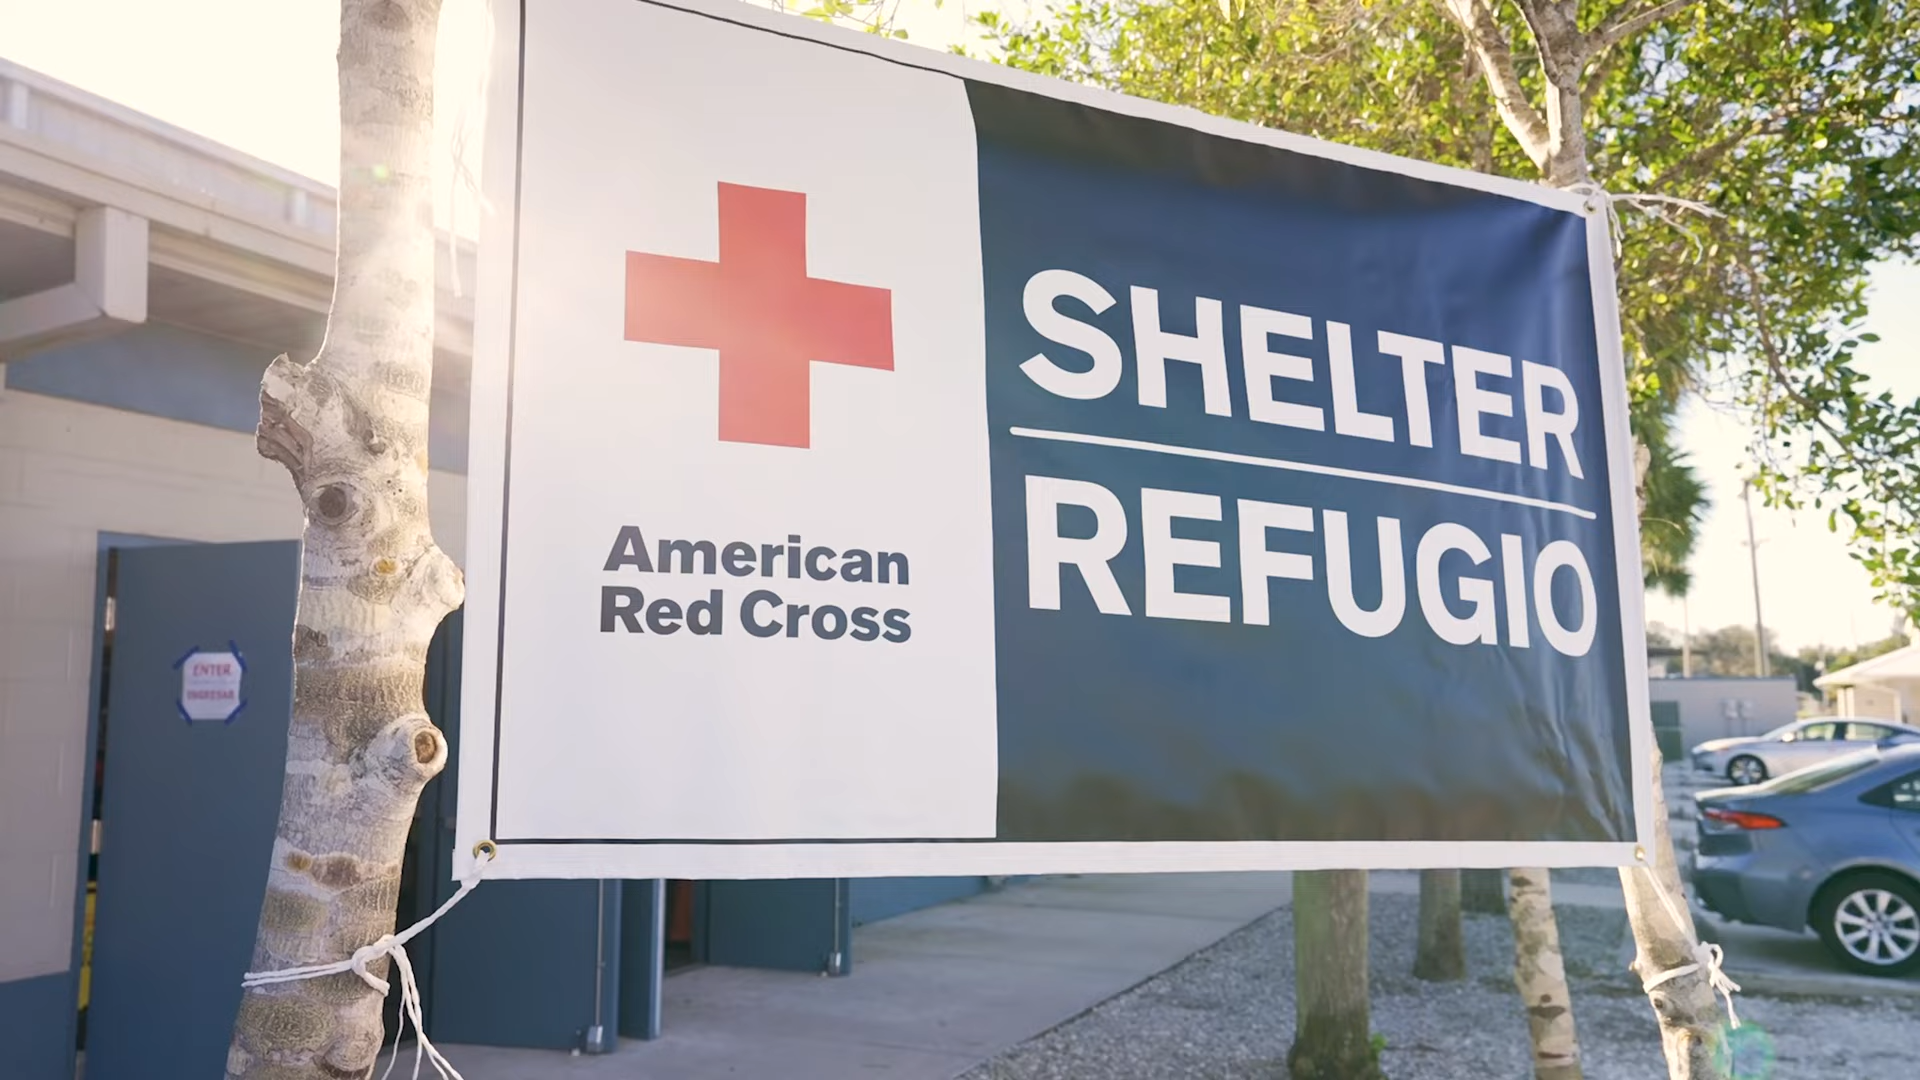 American
Red Cross
SHELTER
REFUGIO
ENTER
INGRESAR